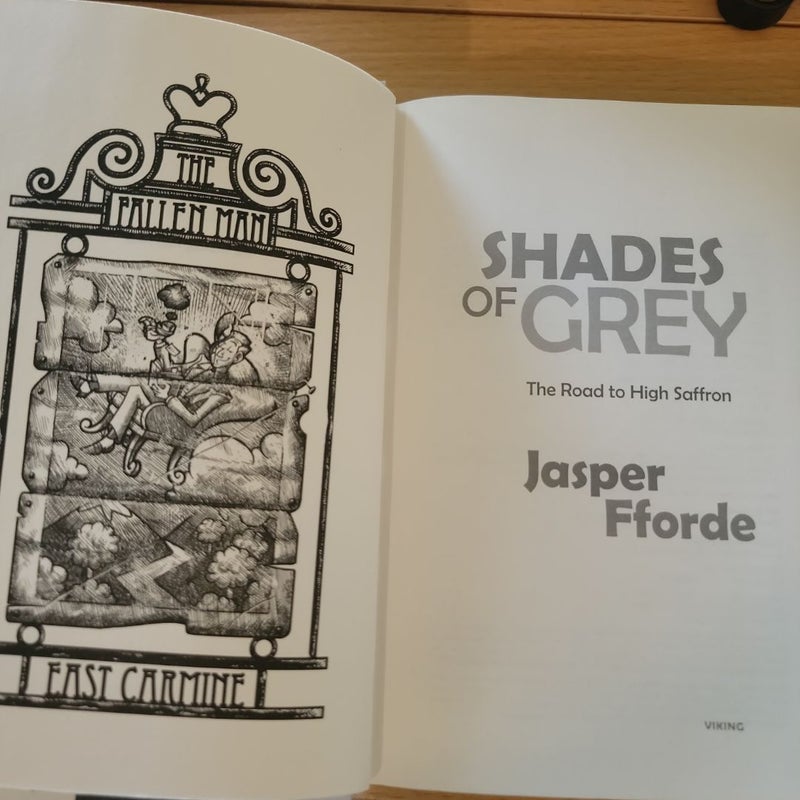 THE
FALLEN MAN
EAST CARMINE
SHADES
OF GREY
The Road to High Saffron
Jasper
Fforde
VIKING